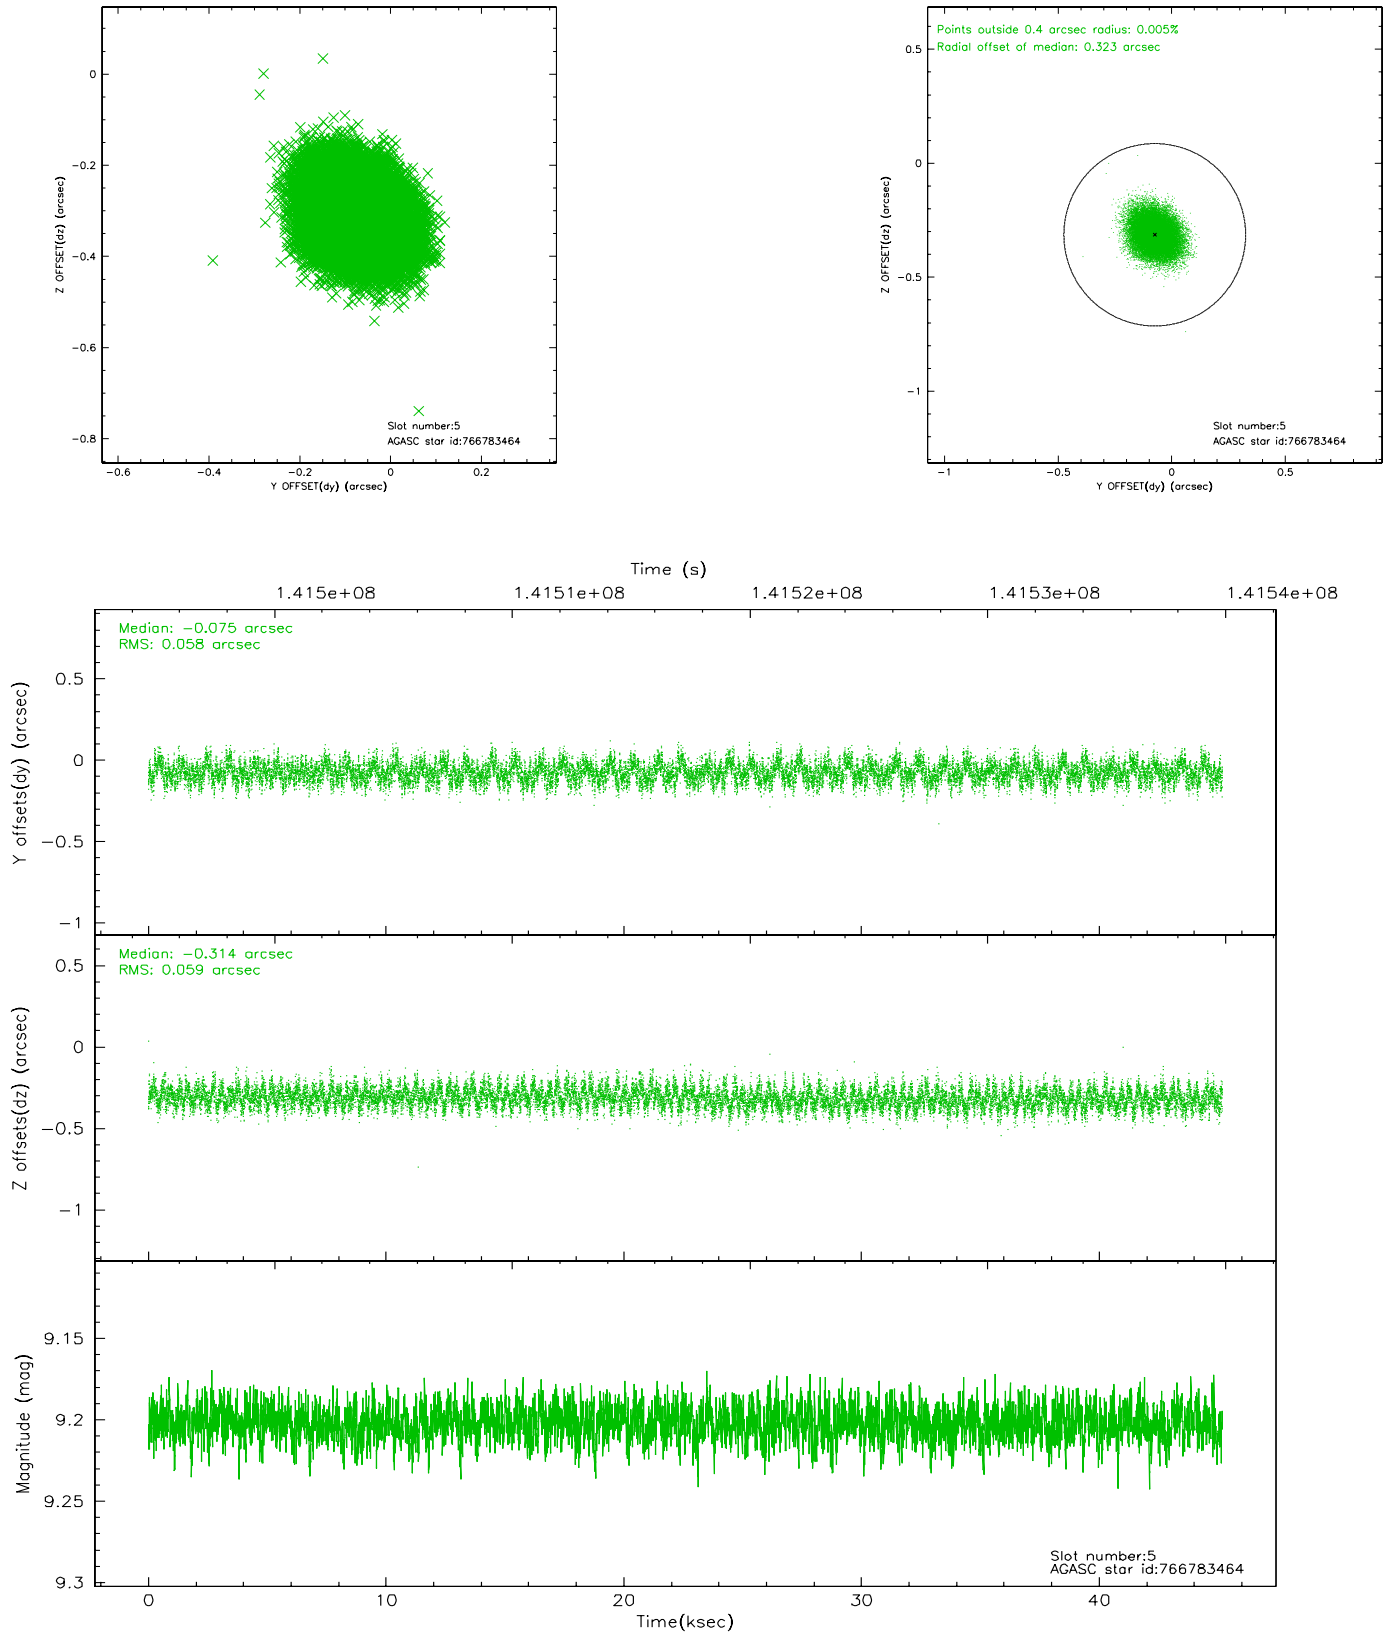 0
−0.2
−0.4
−0.6
−0.8
Z OFFSET(dz) (arcsec)
Slot number:5
AGASC star id:766783464
−0.6
−0.4
−0.2
0
0.2
Y OFFSET(dy) (arcsec)
Points outside 0.4 arcsec radius: 0.005%
Radial offset of median: 0.323 arcsec
0.5
0
−0.5
−1
Z OFFSET(dz) (arcsec)
Slot number:5
AGASC star id:766783464
−1
−0.5
0
0.5
Y OFFSET(dy) (arcsec)
Time (s)
1.415e+08
1.4151e+08
1.4152e+08
1.4153e+08
1.4154e+08
Median: −0.075 arcsec
RMS: 0.058 arcsec
0.5
0
−0.5
−1
Y offsets(dy) (arcsec)
Median: −0.314 arcsec
RMS: 0.059 arcsec
0.5
0
−0.5
−1
Z offsets(dz) (arcsec)
9.15
9.2
9.25
9.3
Magnitude (mag)
Slot number:5
AGASC star id:766783464
0
10
20
30
40
Time(ksec)